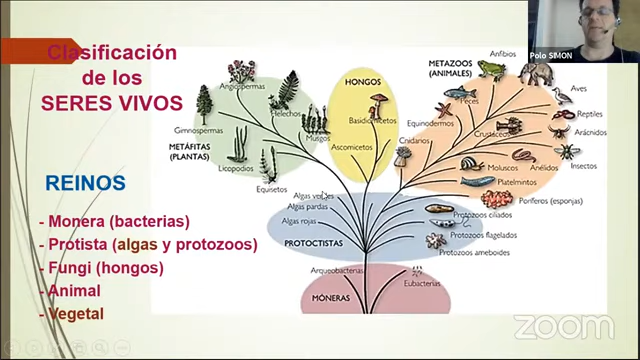 Clasificación
de los
SERES VIVOS
REINOS
- Monera (bacterias)
- Protista (algas y protozoos)
- Fungi (hongos)
- Animal
- Vegetal
Angiospermas
Helechos
Musgos
Gimnospermas
METÁFITAS
(PLANTAS)
Licopodios
Equisetos
HONGOS
Basidiomicetos
Ascomicetos
METAZOOS
(ANIMALES)
Anfibios
Peces
Aves
Reptiles
Equinodermos
Crustáceos
Arácnidos
Cnidarios
Insectos
Moluscos
Anélidos
Platelmintos
Poríferos (esponjas)
Algas verdes
Algas pardas
Algas rojas
PROTOCTISTAS
Protozoos ciliados
Protozoos flagelados
Protozoos ameboides
Arqueobacterias
Eubacterias
MÓNERAS
Polo SIMON
zoom